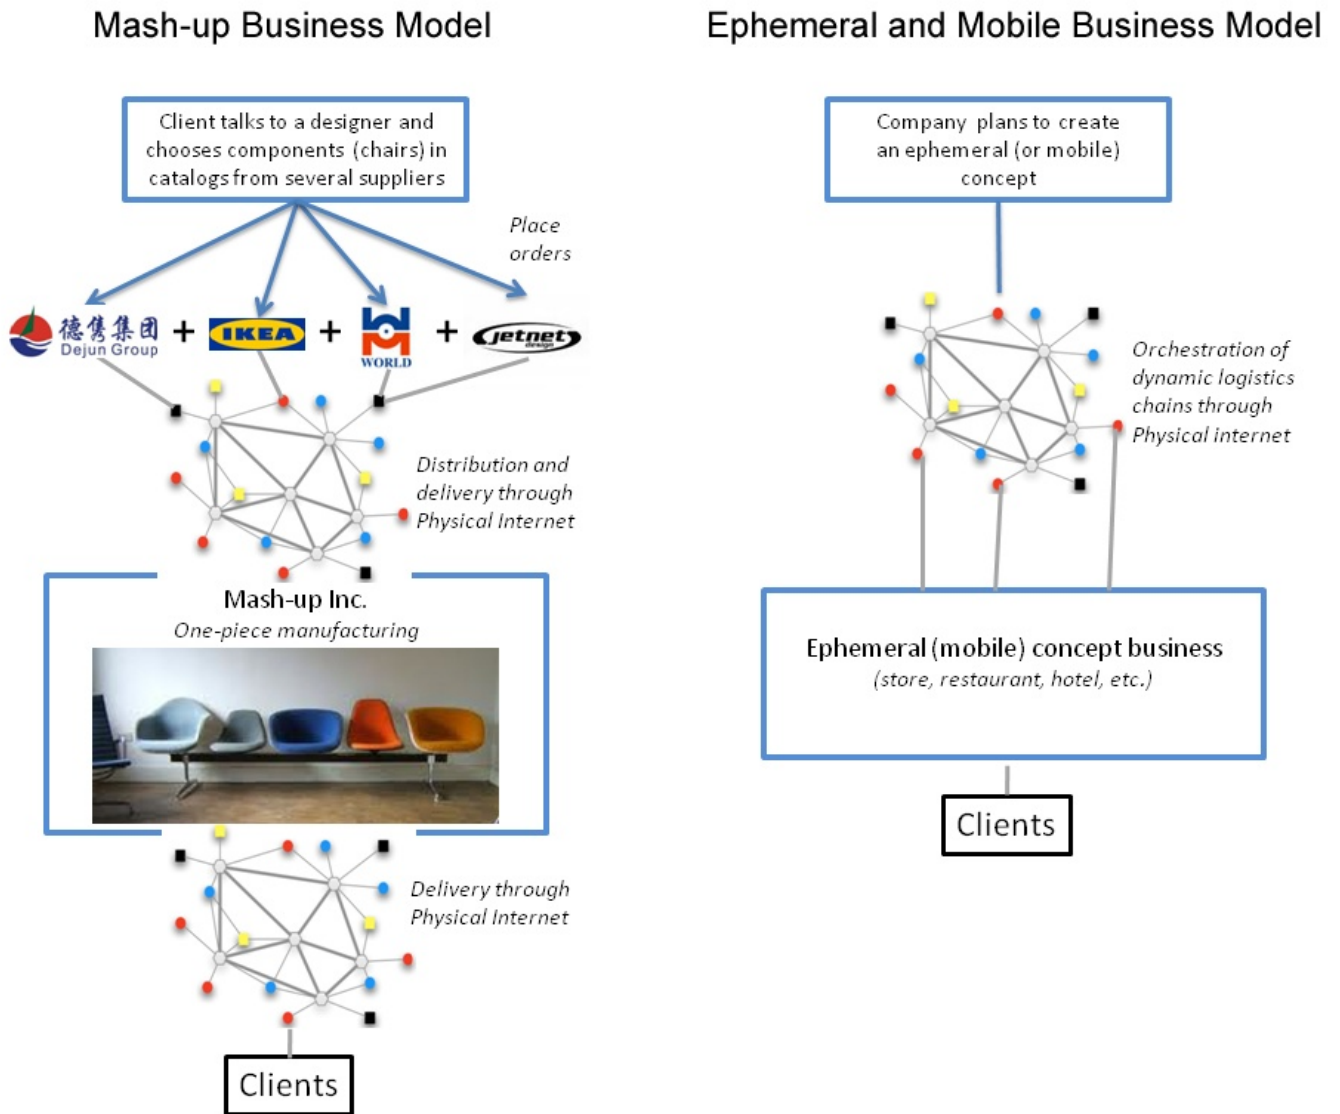 Mash-up Business Model
Client talks to a designer and
chooses components (chairs) in
catalogs from several suppliers
Place
orders
德隽集团
Dejun Group
+
IKEA
+
WORLD
+
jetnet
design
Distribution and
delivery through
Physical Internet
Mash-up Inc.
One-piece manufacturing
Delivery through
Physical Internet
Clients
Ephemeral and Mobile Business Model
Company plans to create
an ephemeral (or mobile)
concept
Orchestration of
dynamic logistics
chains through
Physical internet
Ephemeral (mobile) concept business
(store, restaurant, hotel, etc.)
Clients